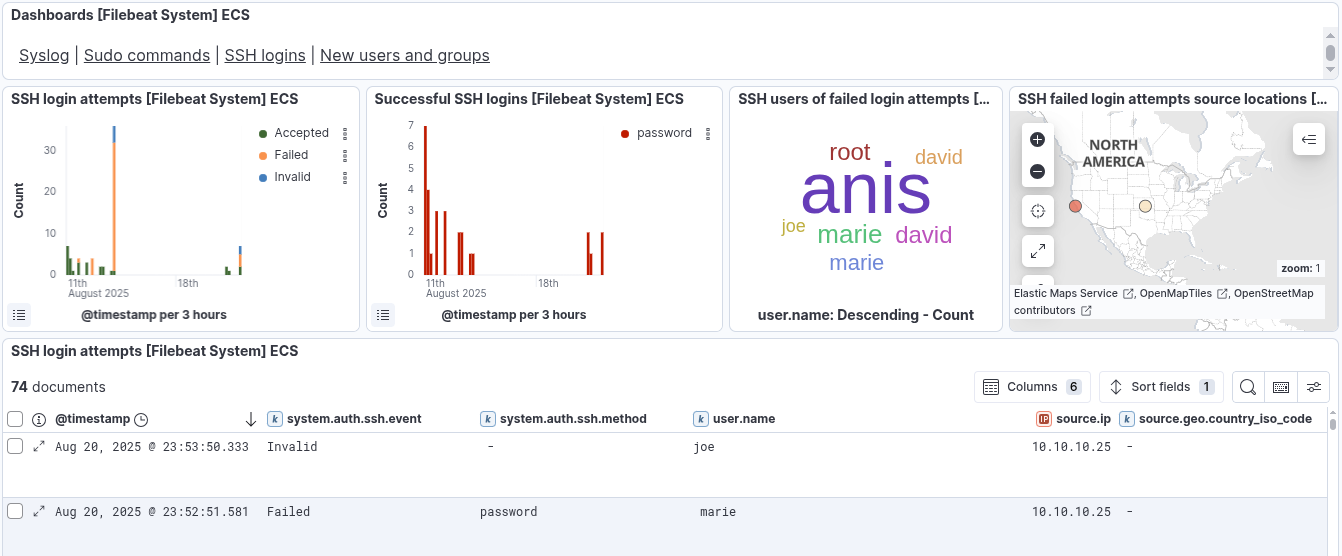 Dashboards [Filebeat System] ECS
Syslog | Sudo commands | SSH logins | New users and groups
SSH login attempts [Filebeat System] ECS
Accepted
Failed
Invalid
Count
30
20
10
0
11th
August 2025
18th
@timestamp per 3 hours
Successful SSH logins [Filebeat System] ECS
password
Count
7
6
5
4
3
2
1
0
11th
August 2025
18th
@timestamp per 3 hours
SSH users of failed login attempts [...
root
david
anis
joe
marie
david
marie
user.name: Descending - Count
SSH failed login attempts source locations [...
NORTH
AMERICA
zoom: 1
Elastic Maps Service , OpenMapTiles , OpenStreetMap
contributors
SSH login attempts [Filebeat System] ECS
74 documents
Columns 6
Sort fields 1
@timestamp k system.auth.ssh.event k system.auth.ssh.method k user.name IP source.ip k source.geo.country_iso_code
Aug 20, 2025 @ 23:53:50.333 Invalid - joe 10.10.10.25 -
Aug 20, 2025 @ 23:52:51.581 Failed password marie 10.10.10.25 -